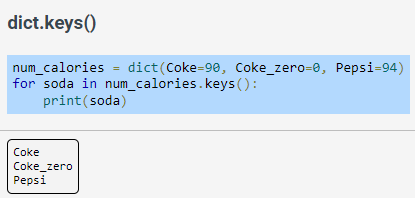 dict.keys()
num_calories = dict(Coke=90, Coke_zero=0, Pepsi=94)
for soda in num_calories.keys():
    print(soda)
Coke
Coke_zero
Pepsi